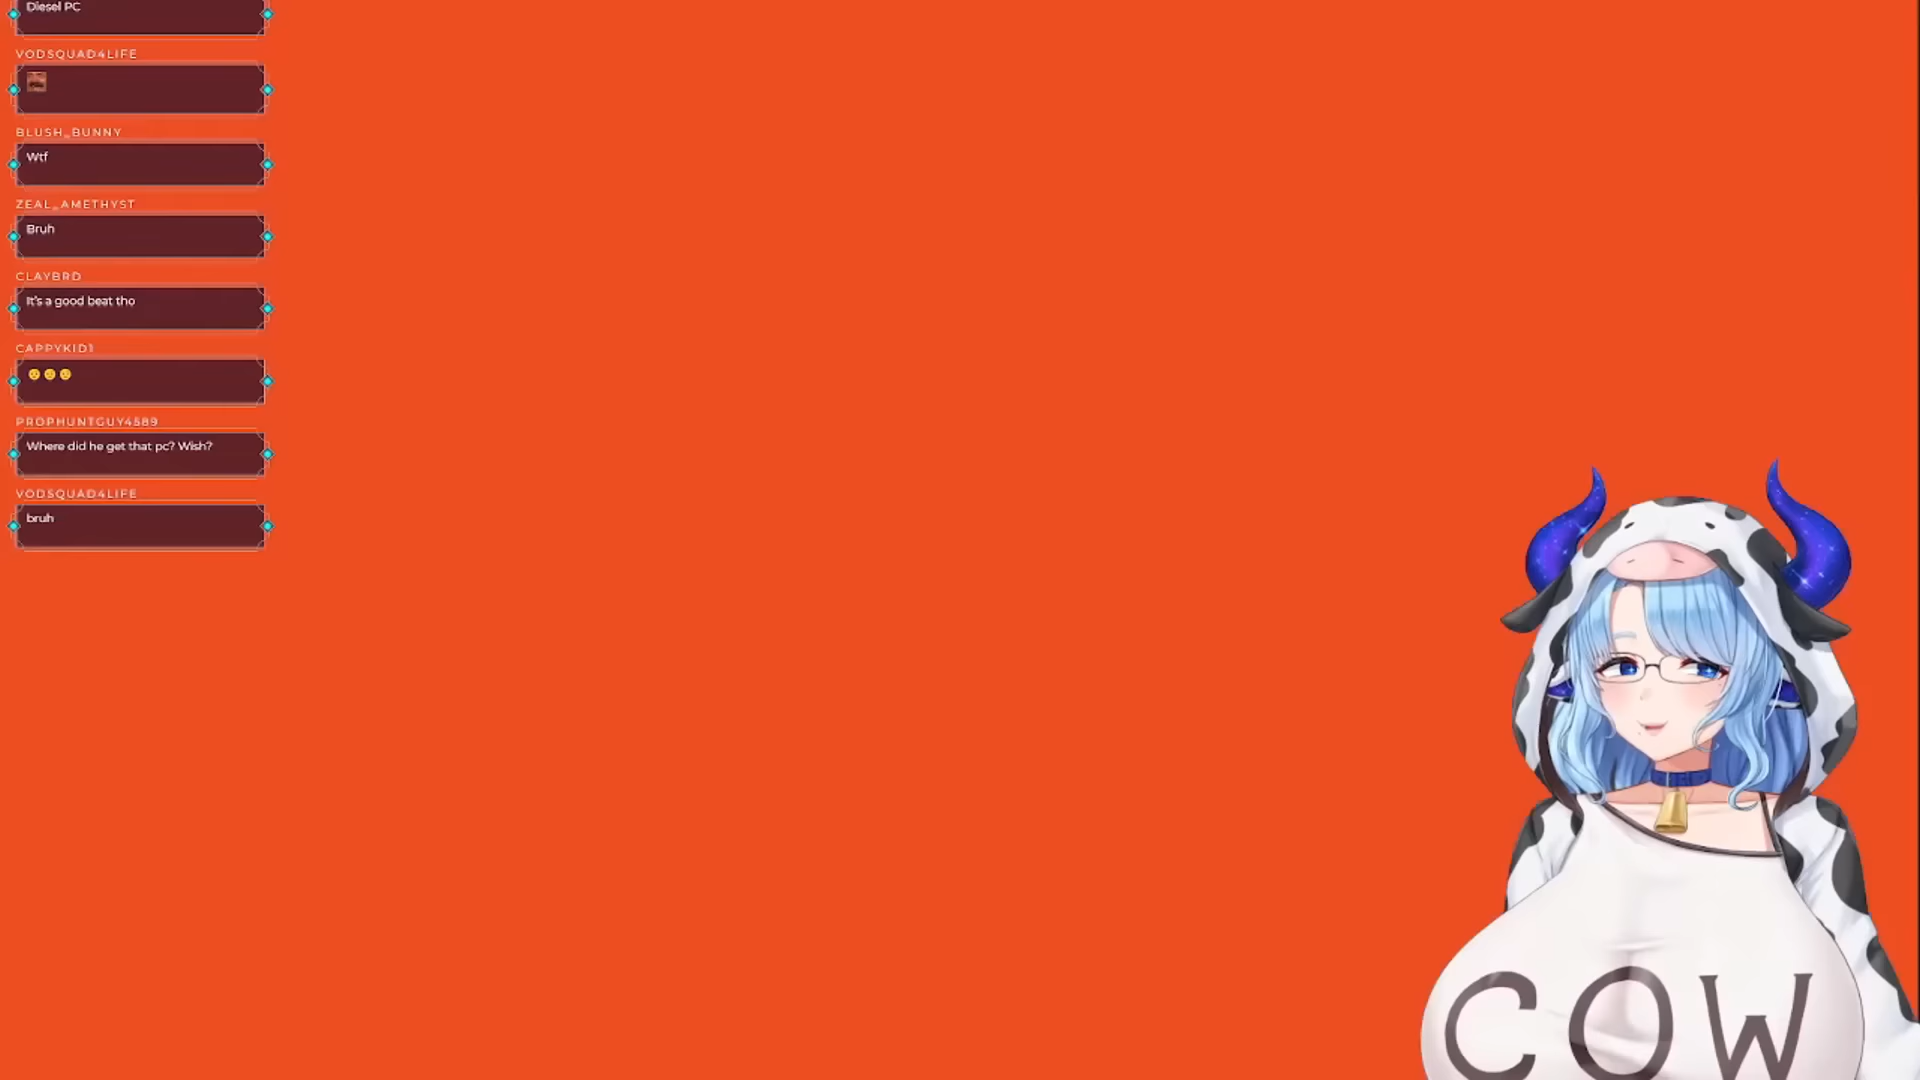 Diesel PC
VODSQUAD4LIFE
BLUSH_BUNNY
Wtf
ZEAL_AMETHYST
Bruh
CLAYBRD
It's a good beat tho
CAPPYKID1
PROPHUNTGUY4589
Where did he get that pc? Wish?
VODSQUAD4LIFE
bruh
COW